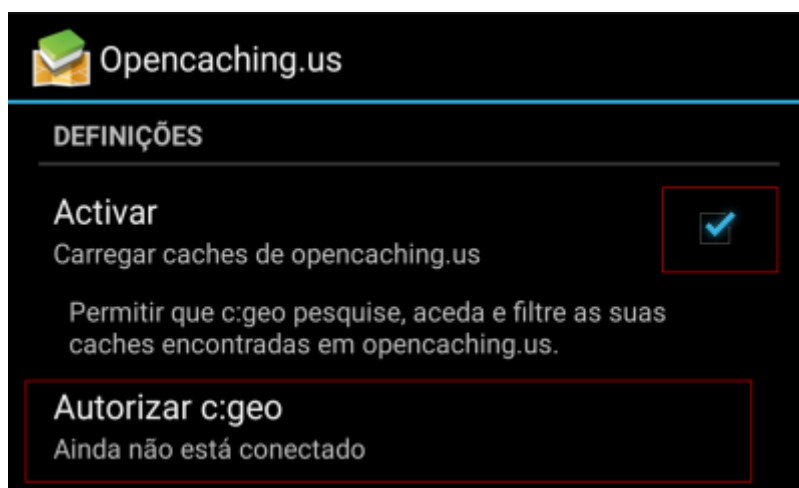 Opencaching.us
DEFINIÇÕES
Activar
Carregar caches de opencaching.us
Permitir que c:geo pesquise, aceda e filtre as suas
caches encontradas em opencaching.us.
Autorizar c:geo
Ainda não está conectado